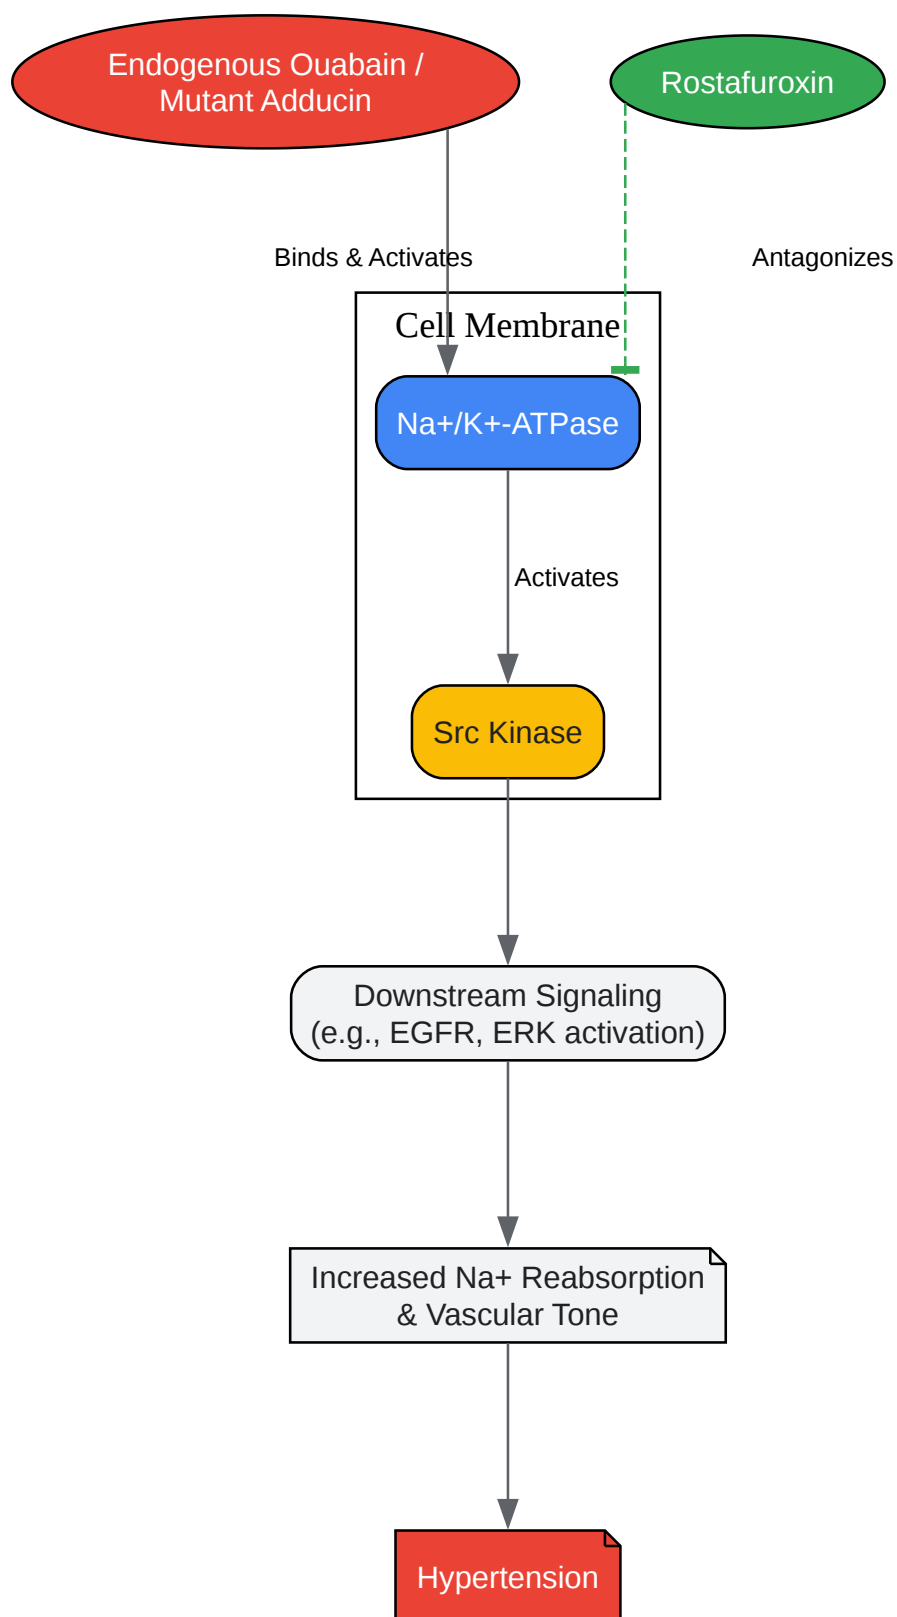 Endogenous Ouabain /
Mutant Adducin
Rostafuroxin
Binds & Activates
Antagonizes
Cell Membrane
Na+/K+-ATPase
Activates
Src Kinase
Downstream Signaling
(e.g., EGFR, ERK activation)
Increased Na+ Reabsorption
& Vascular Tone
Hypertension